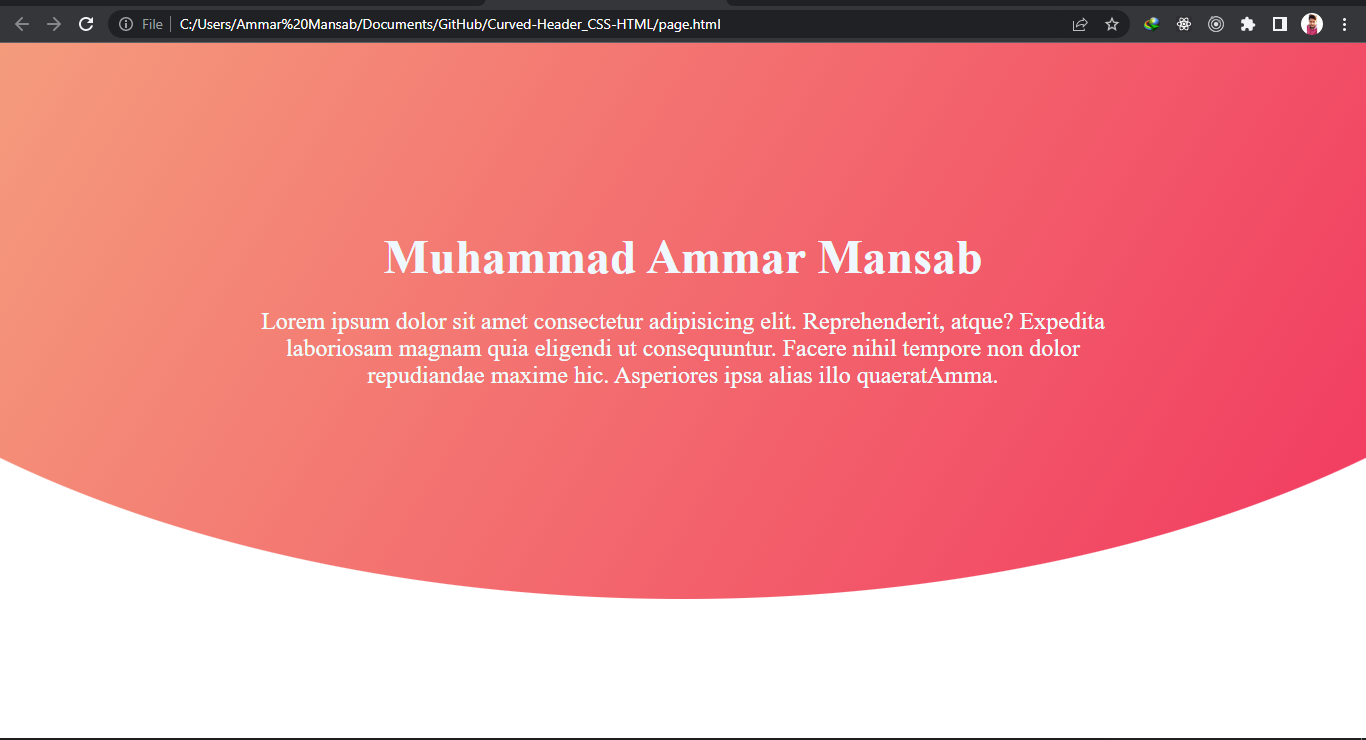 File
C:/Users/Ammar%20Mansab/Documents/GitHub/Curved-Header_CSS-HTML/page.html
Muhammad Ammar Mansab
Lorem ipsum dolor sit amet consectetur adipisicing elit. Reprehenderit, atque? Expedita
laboriosam magnam quia eligendi ut consequuntur. Facere nihil tempore non dolor
repudiandae maxime hic. Asperiores ipsa alias illo quaeratAmma.